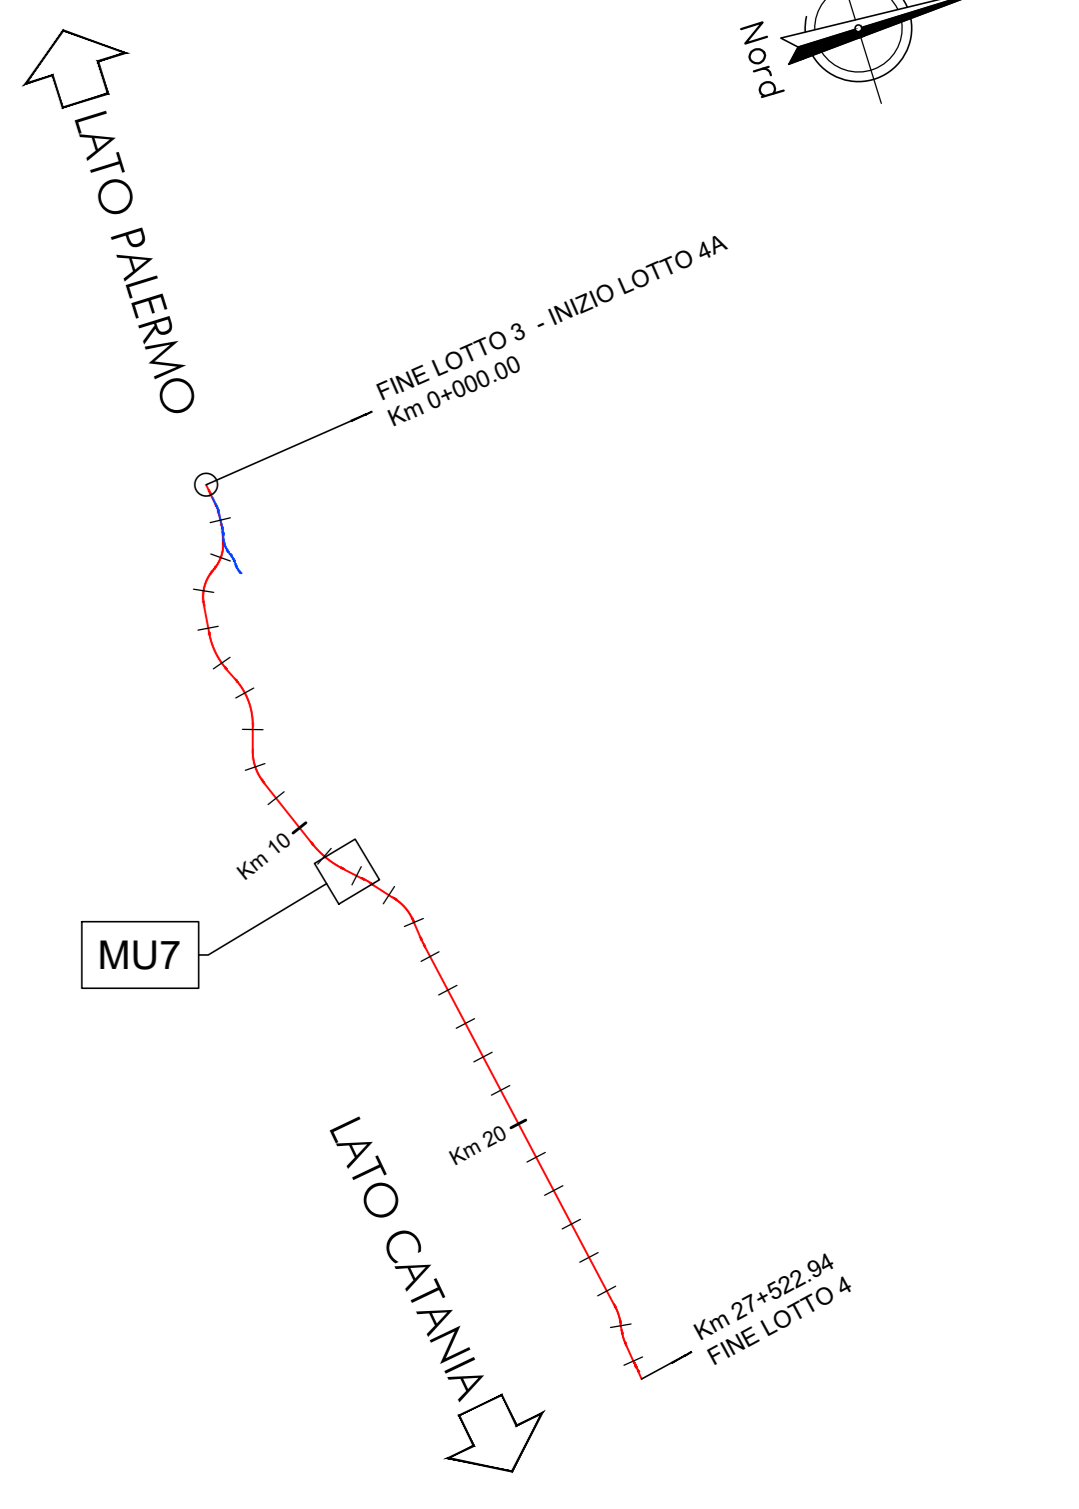 Nord
LATO PALERMO
FINE LOTTO 3 - INIZIO LOTTO 4A
Km 0+000.00
Km 10
MU7
Km 20
LATO CATANIA
Km 27+522.94
FINE LOTTO 4